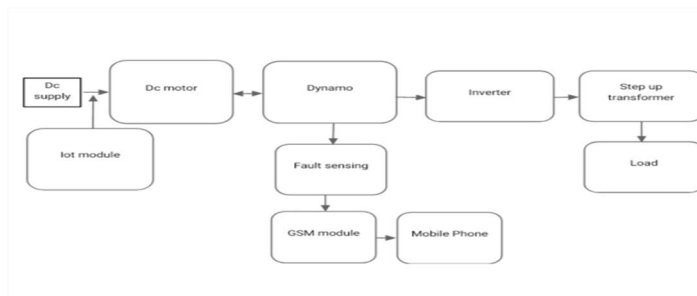 Dc
supply
Dc motor
Dynamo
Inverter
Step up
transformer
Iot module
Fault sensing
Load
GSM module
Mobile Phone